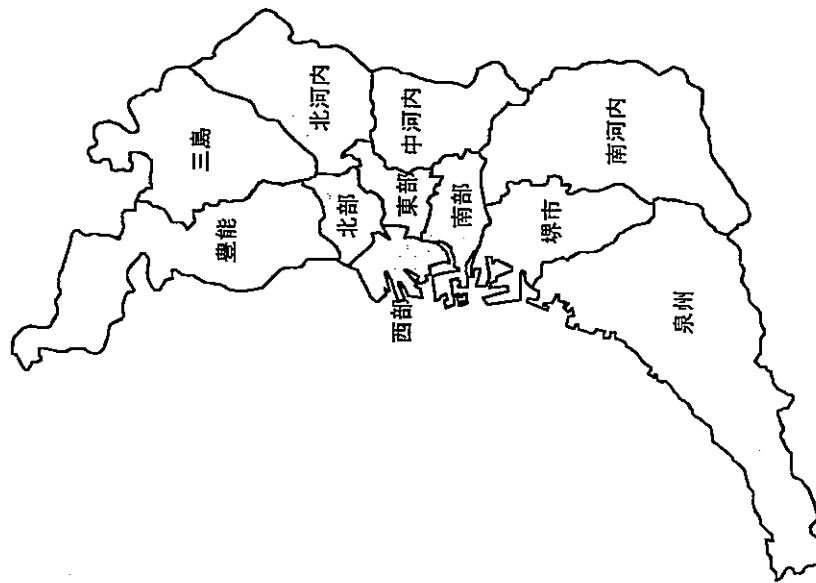 三島
豊能
北河内
北部
中河内
東部
西部
南部
堺市
南河内
泉州